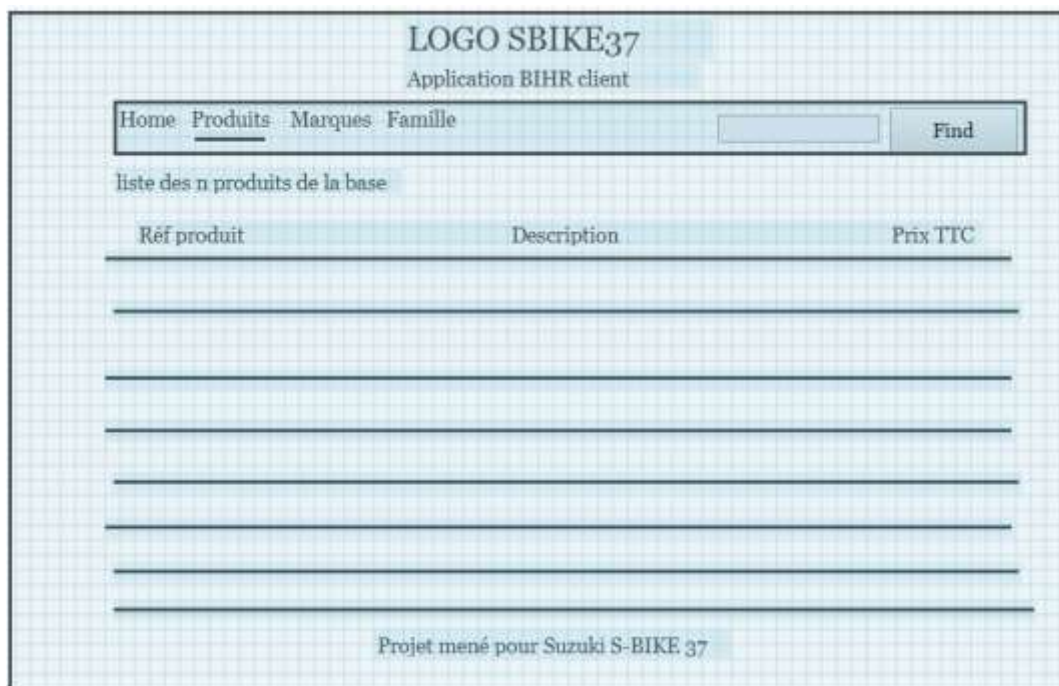 LOGO SBIKE37
Application BIHR client
Home Produits Marques Famille Find
liste des n produits de la base
Réf produit Description Prix TTC
Projet mené pour Suzuki S-BIKE 37